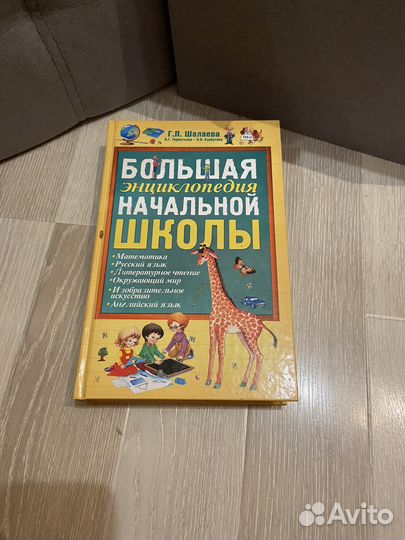 Г.П. Шалаева
БОЛЬШАЯ
ЭНЦИКЛОПЕДИЯ
НАЧАЛЬНОЙ
ШКОЛЫ
• Математика
• Русский язык
• Литературное чтение
• Окружающий мир
• Изобразительное
искусство
• Английский язык
Avito